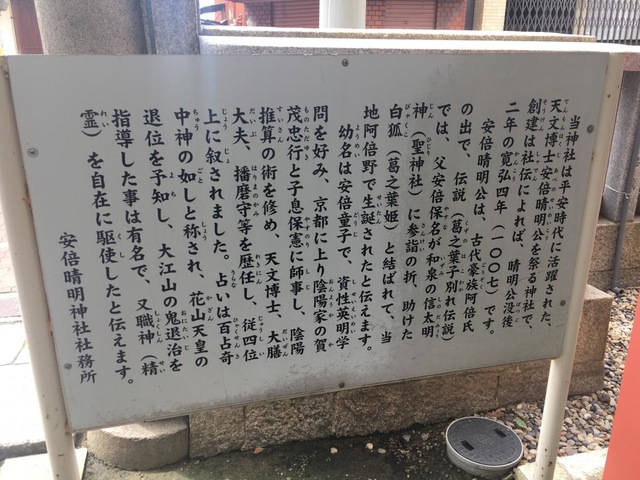 当神社は平安時代に活躍された、
天文博士安倍晴明公を祭る神社で、
創建は社伝によれば、晴明公没後
二年の寛弘四年（一〇〇七）です。
安倍晴明公は、古代豪族阿倍氏
の出で、伝説（葛之葉子別れ伝説）
では、父安倍保名が和泉の信太明
神（聖神社）に参詣の折、助けた
白狐（葛之葉姫）と結ばれて、当
地阿倍野で生誕されたと伝えます。
幼名は安倍童子で、資性英明学
問を好み、京都に上り陰陽家の賀
茂忠行と子息保憲に師事し、陰陽
推算の術を修め、天文博士、大膳
大夫、播磨守等を歴任し、従四位
上に叙されました。占いは百占奇
中神の如しと称され、花山天皇の
退位を予知し、大江山の鬼退治を
指導した事は有名で、又職神（精
霊）を自在に駆使したと伝えます。
安倍晴明神社社務所